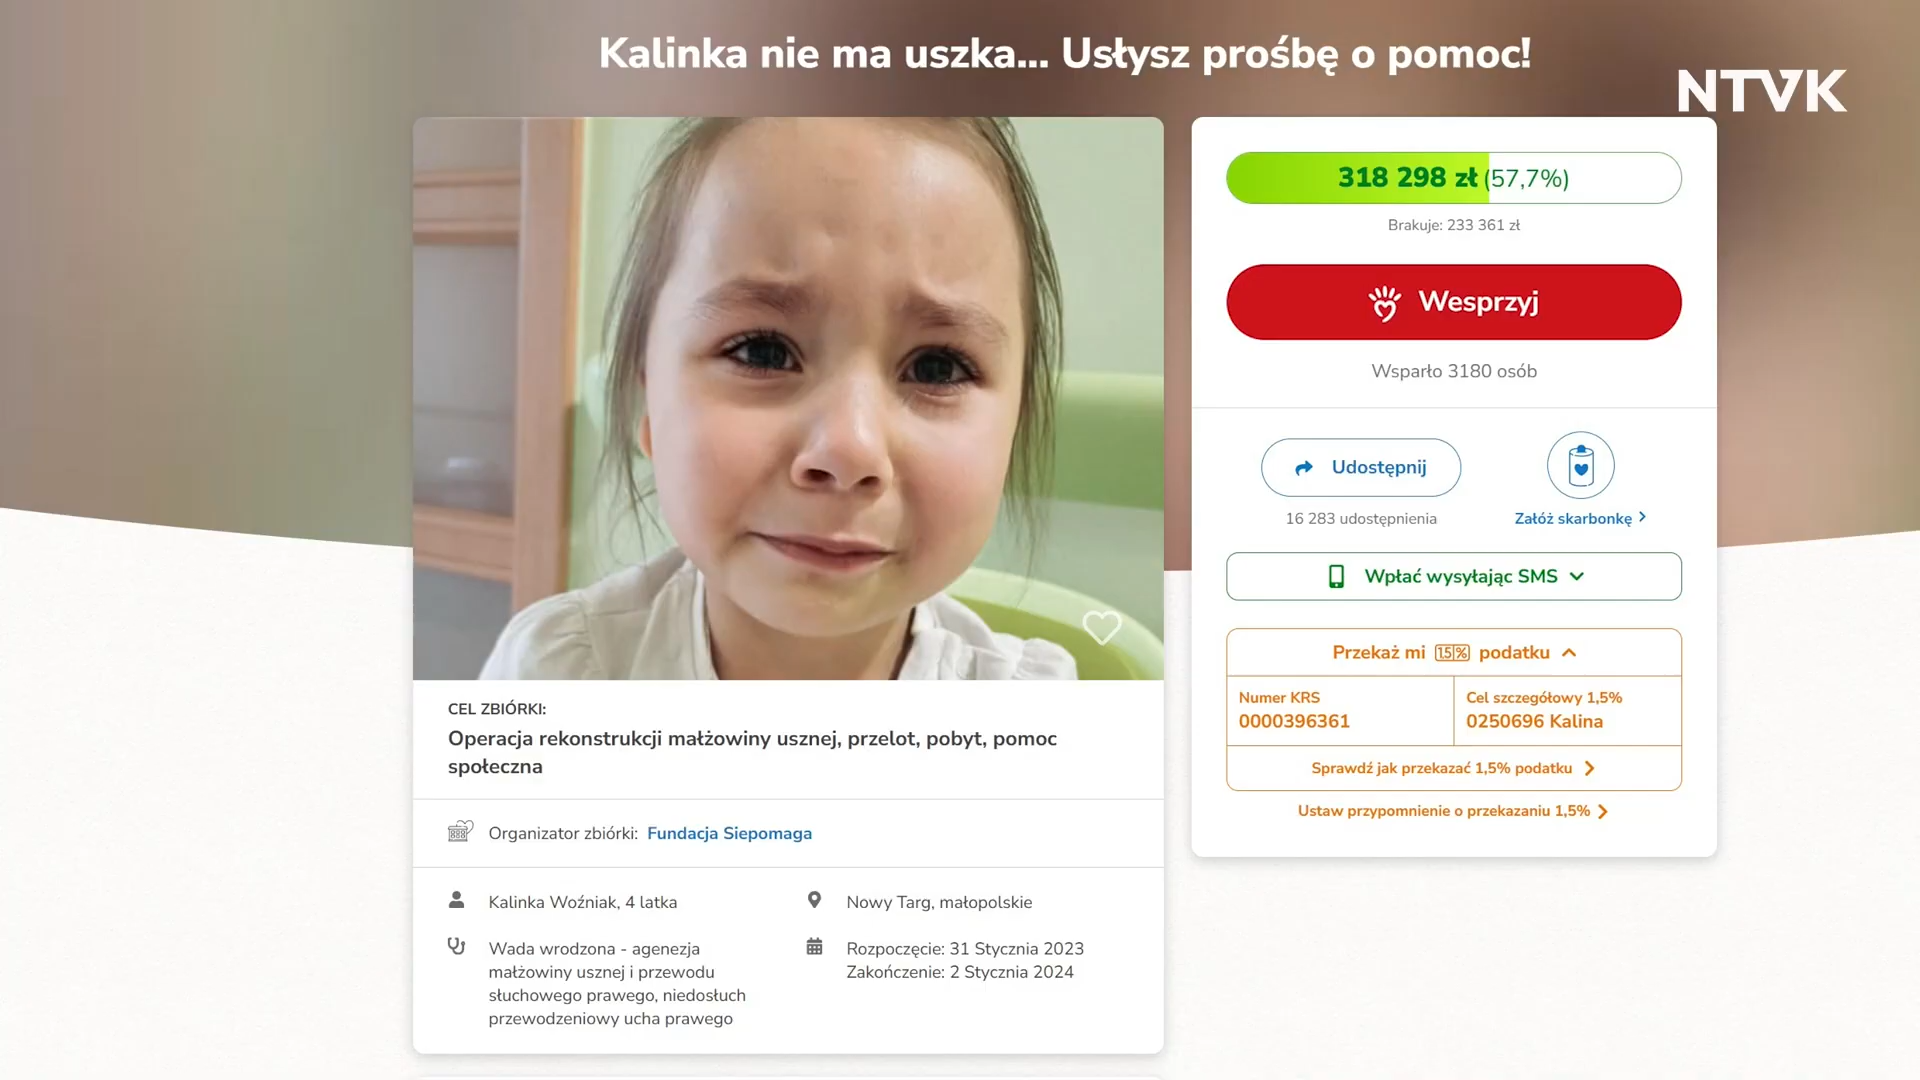 Kalinka nie ma uszka... Usłysz prośbę o pomoc!
NTVK
318 298 zł (57,7%)
Brakuje: 233 361 zł
Wesprzyj
Wsparło 3180 osób
Udostępnij
16 283 udostępnienia
Załóż skarbonkę
Wpłać wysyłając SMS
Przekaż mi 1,5% podatku
Numer KRS
0000396361
Cel szczegółowy 1,5%
0250696 Kalina
Sprawdź jak przekazać 1,5% podatku
Ustaw przypomnienie o przekazaniu 1,5%
CEL ZBIÓRKI:
Operacja rekonstrukcji małżowiny usznej, przelot, pobyt, pomoc
społeczna
Organizator zbiórki: Fundacja Siepomaga
Kalinka Woźniak, 4 latka
Nowy Targ, małopolskie
Wada wrodzona - agenezja
małżowiny usznej i przewodu
słuchowego prawego, niedosłuch
przewodzeniowy ucha prawego
Rozpoczęcie: 31 Stycznia 2023
Zakończenie: 2 Stycznia 2024